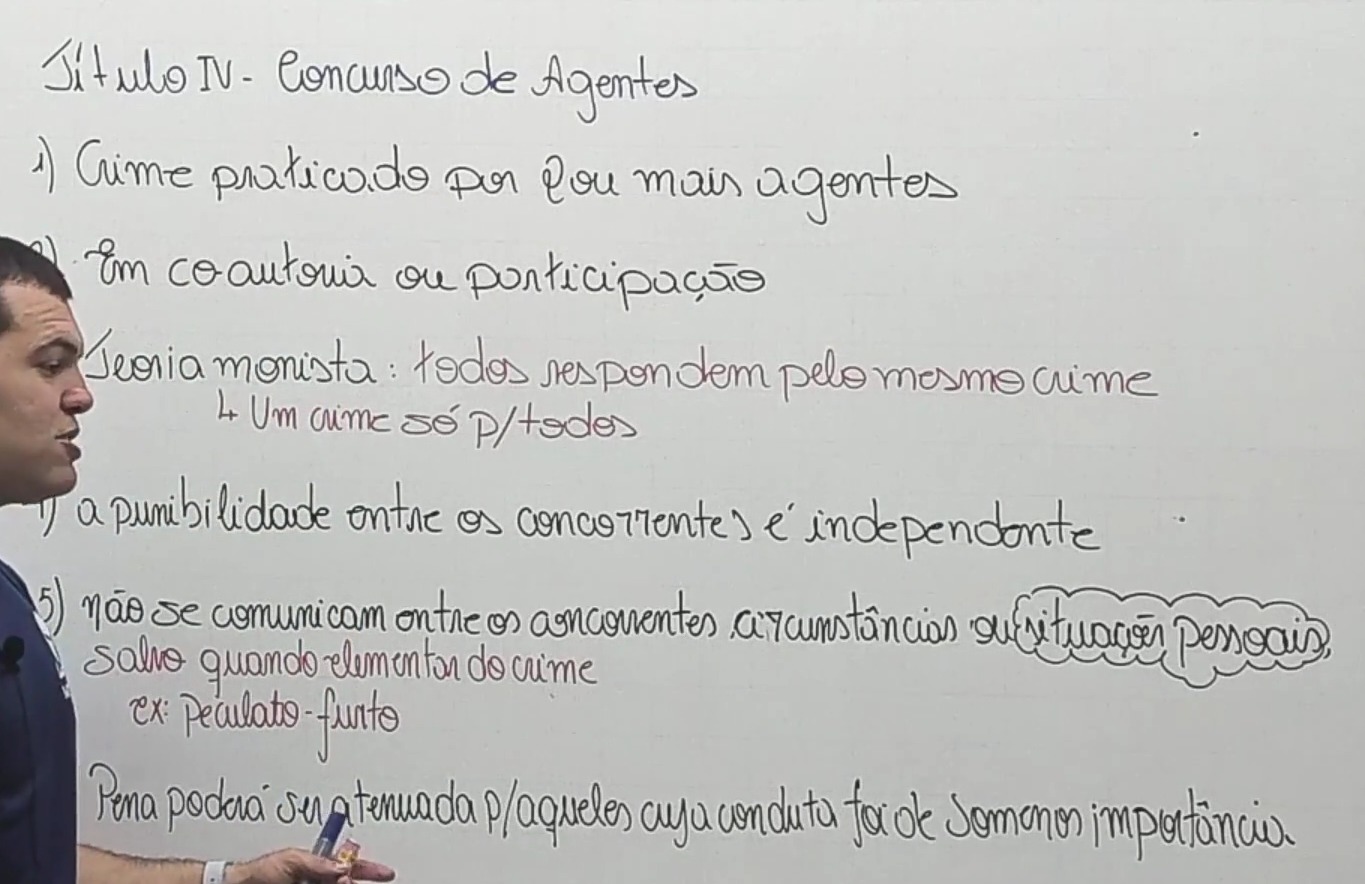 Título IV - Concurso de Agentes
1) Crime praticado por 2 ou mais agentes
2) Em coautoria ou participação
Teoria monista: todos respondem pelo mesmo crime
↳ Um crime só p/ todos
4) a punibilidade entre os concorrentes é independente
5) não se comunicam entre os concorrentes circunstâncias ou situações pessoais,
salvo quando elementar do crime
ex: Peculato-furto
Pena poderá ser atenuada p/ aqueles cuja conduta foi de somenos importância.